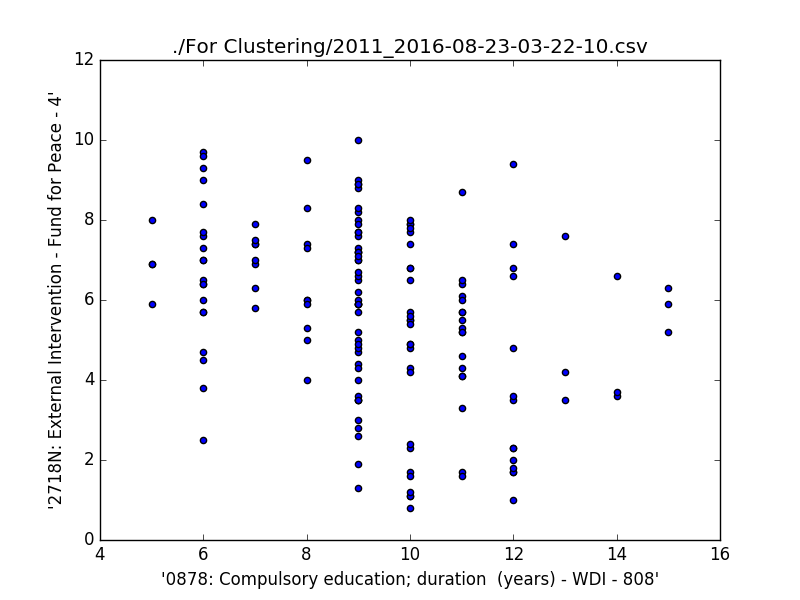 ./For Clustering/2011_2016-08-23-03-22-10.csv
12
10
8
6
4
2
0
'2718N: External Intervention - Fund for Peace - 4'
4 6 8 10 12 14 16
'0878: Compulsory education; duration  (years) - WDI - 808'